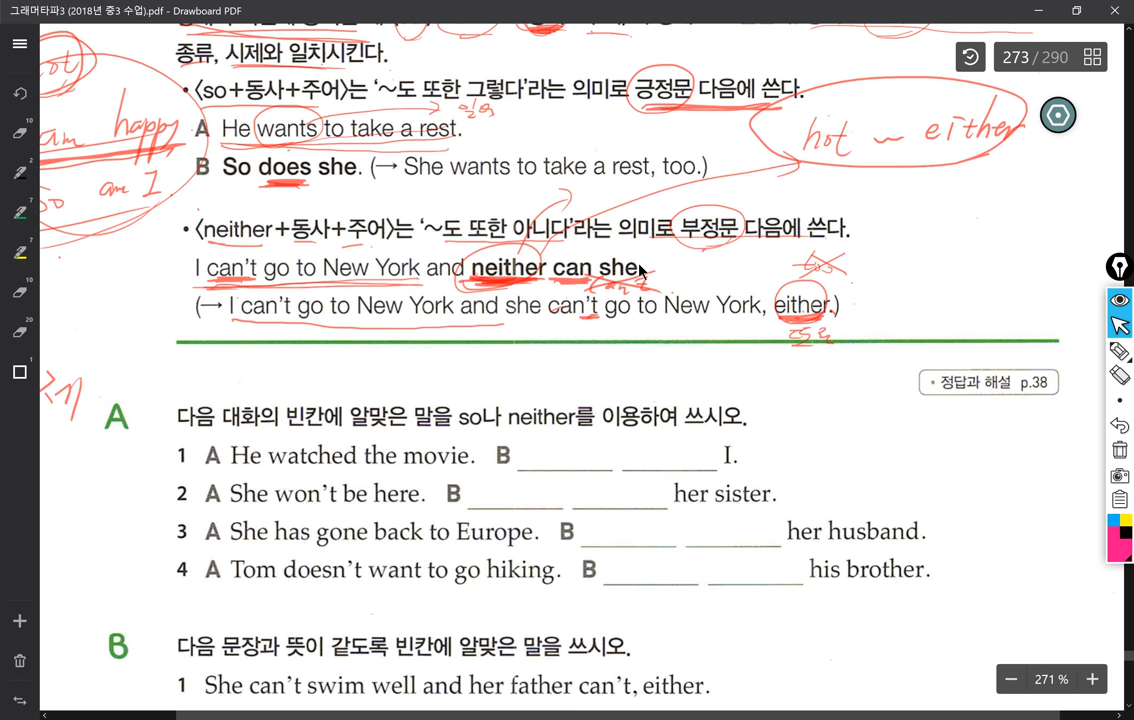 그래머타파3 (2018년 중3 수업).pdf - Drawboard PDF
273 / 290
종류, 시제와 일치시킨다.
• 〈so+동사+주어〉는 '～도 또한 그렇다'라는 의미로 긍정문 다음에 쓴다.
A He wants to take a rest.
B So does she. (→ She wants to take a rest, too.)
am happy
So am I
not ~ either
• 〈neither+동사+주어〉는 '～도 또한 아니다'라는 의미로 부정문 다음에 쓴다.
I can't go to New York and neither can she
can't
too
(→ I can't go to New York and she can't go to New York, either.)
• 정답과 해설 p.38
A 다음 대화의 빈칸에 알맞은 말을 so나 neither를 이용하여 쓰시오.
1 A He watched the movie. B ________ ________ I.
2 A She won't be here. B ________ ________ her sister.
3 A She has gone back to Europe. B ________ ________ her husband.
4 A Tom doesn't want to go hiking. B ________ ________ his brother.
B 다음 문장과 뜻이 같도록 빈칸에 알맞은 말을 쓰시오.
1 She can't swim well and her father can't, either.
271 %